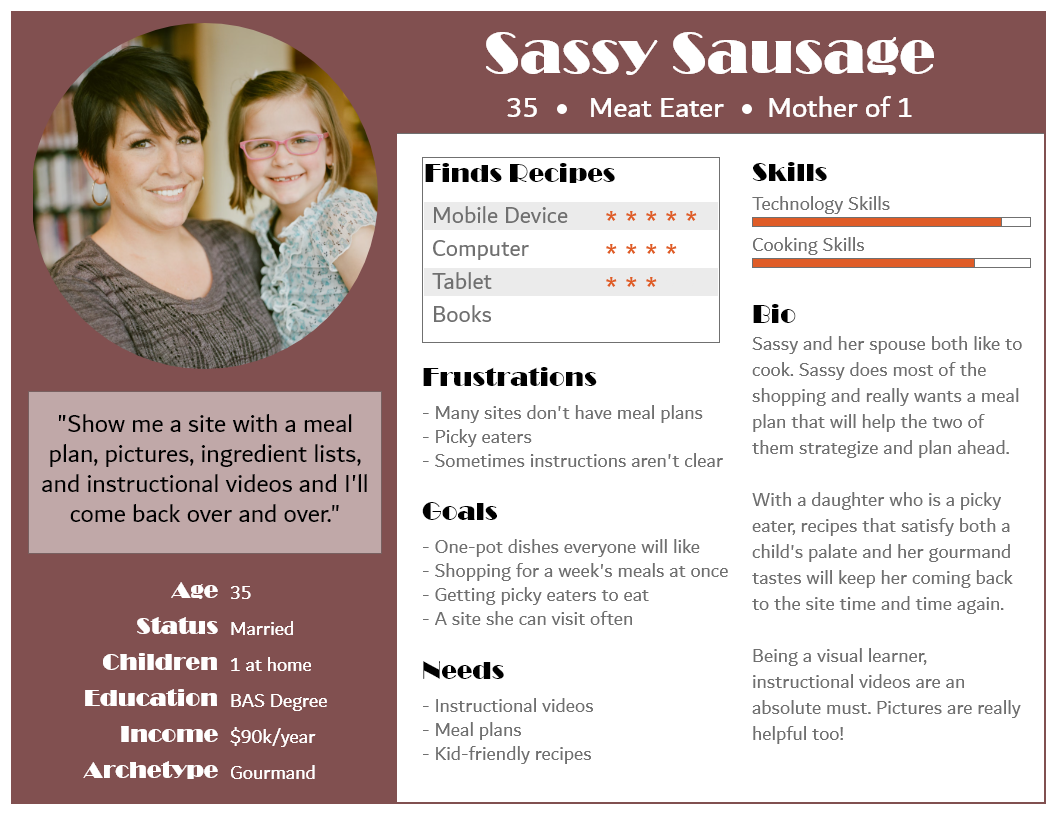 Sassy Sausage
35 • Meat Eater • Mother of 1
"Show me a site with a meal
plan, pictures, ingredient lists,
and instructional videos and I'll
come back over and over."
Age 35
Status Married
Children 1 at home
Education BAS Degree
Income $90k/year
Archetype Gourmand
Finds Recipes
Mobile Device * * * * *
Computer * * * *
Tablet * * *
Books
Frustrations
- Many sites don't have meal plans
- Picky eaters
- Sometimes instructions aren't clear
Goals
- One-pot dishes everyone will like
- Shopping for a week's meals at once
- Getting picky eaters to eat
- A site she can visit often
Needs
- Instructional videos
- Meal plans
- Kid-friendly recipes
Skills
Technology Skills
Cooking Skills
Bio
Sassy and her spouse both like to
cook. Sassy does most of the
shopping and really wants a meal
plan that will help the two of
them strategize and plan ahead.
With a daughter who is a picky
eater, recipes that satisfy both a
child's palate and her gourmand
tastes will keep her coming back
to the site time and time again.
Being a visual learner,
instructional videos are an
absolute must. Pictures are really
helpful too!